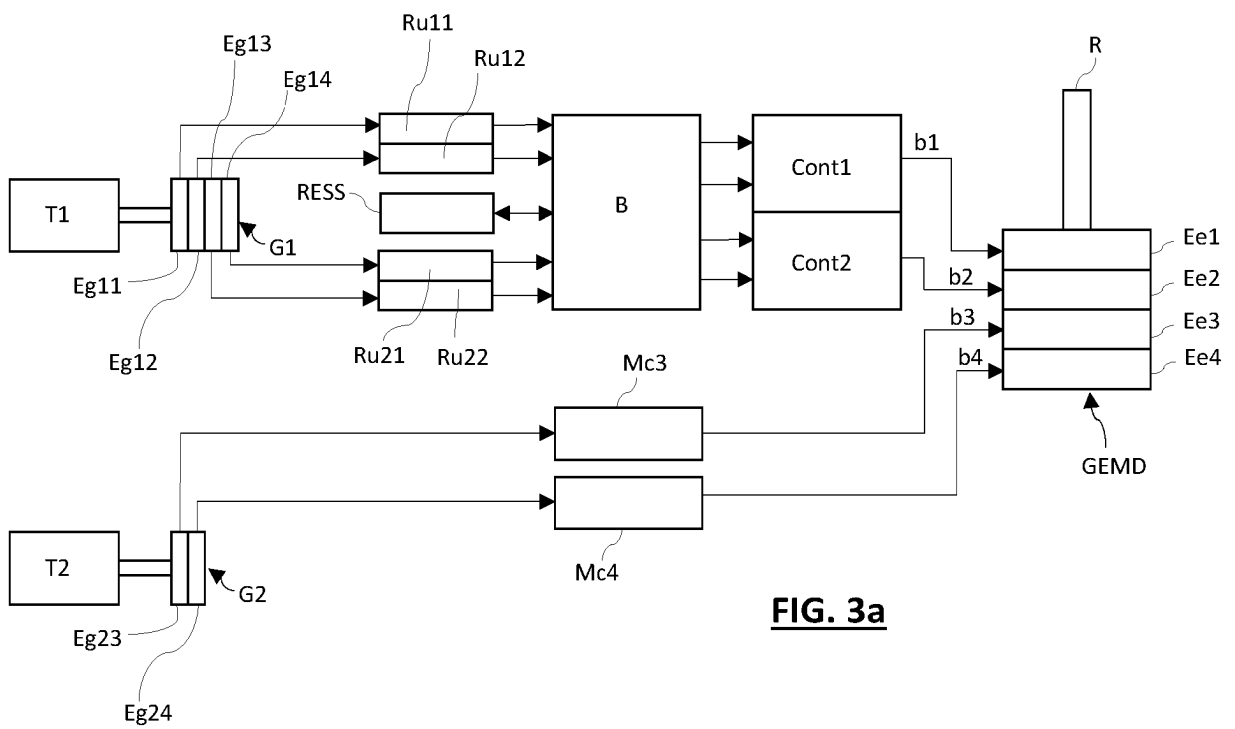 Ru11
Eg13
Ru12
Eg14
R
b1
Cont1
RESS
T1
B
G1
Ee1
Cont2
b2
Ee2
Eg11
b3
Ee3
Eg12
Ru21
Ru22
b4
Ee4
Mc3
GEMD
T2
Mc4
G2
FIG. 3a
Eg23
Eg24